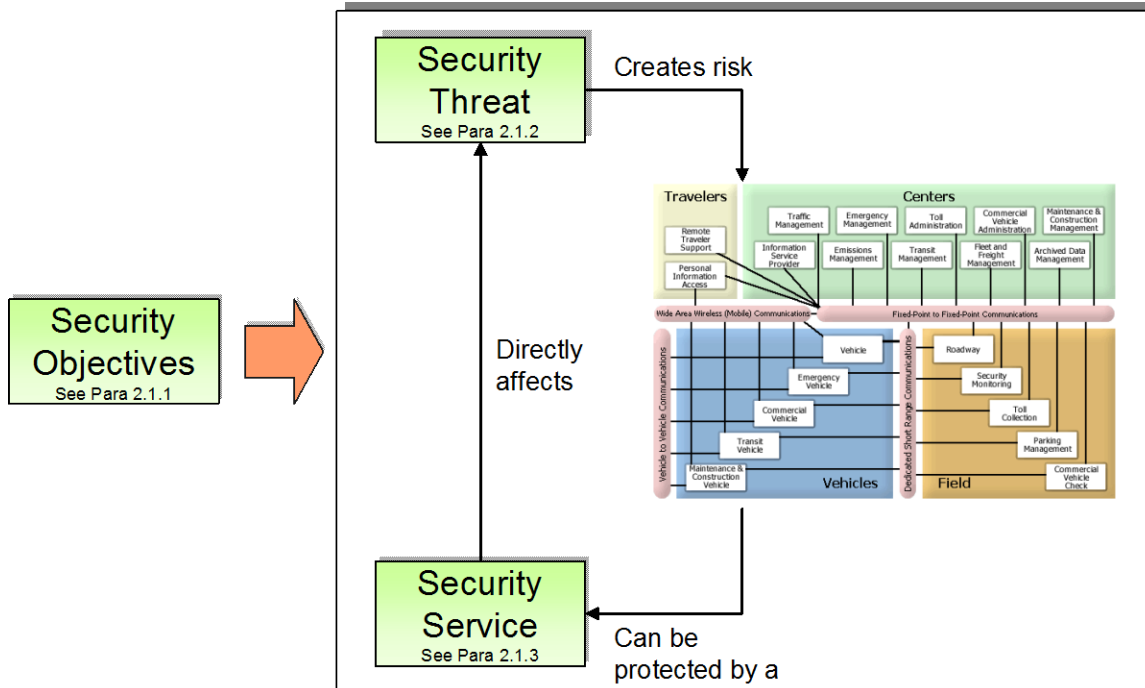 Security
Threat
See Para 2.1.2
Creates risk
Travelers
Centers
Traffic
Management
Emergency
Management
Toll
Administration
Commercial
Vehicle
Administration
Maintenance &
Construction
Management
Remote
Traveler
Support
Information
Service
Provider
Emissions
Management
Transit
Management
Fleet and
Freight
Management
Archived Data
Management
Personal
Information
Access
Wide Area Wireless (Mobile) Communications
Fixed-Point to Fixed-Point Communications
Security
Objectives
See Para 2.1.1
Directly
affects
Vehicle to Vehicle Communications
Vehicle
Emergency
Vehicle
Commercial
Vehicle
Transit
Vehicle
Maintenance &
Construction
Vehicle
Vehicles
Dedicated Short Range Communications
Roadway
Security
Monitoring
Toll
Collection
Parking
Management
Commercial
Vehicle
Check
Field
Security
Service
See Para 2.1.3
Can be
protected by a